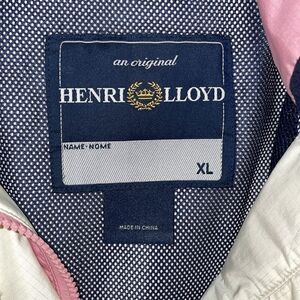 an original
HENRI LLOYD
NAME·NOME
XL
MADE IN CHINA